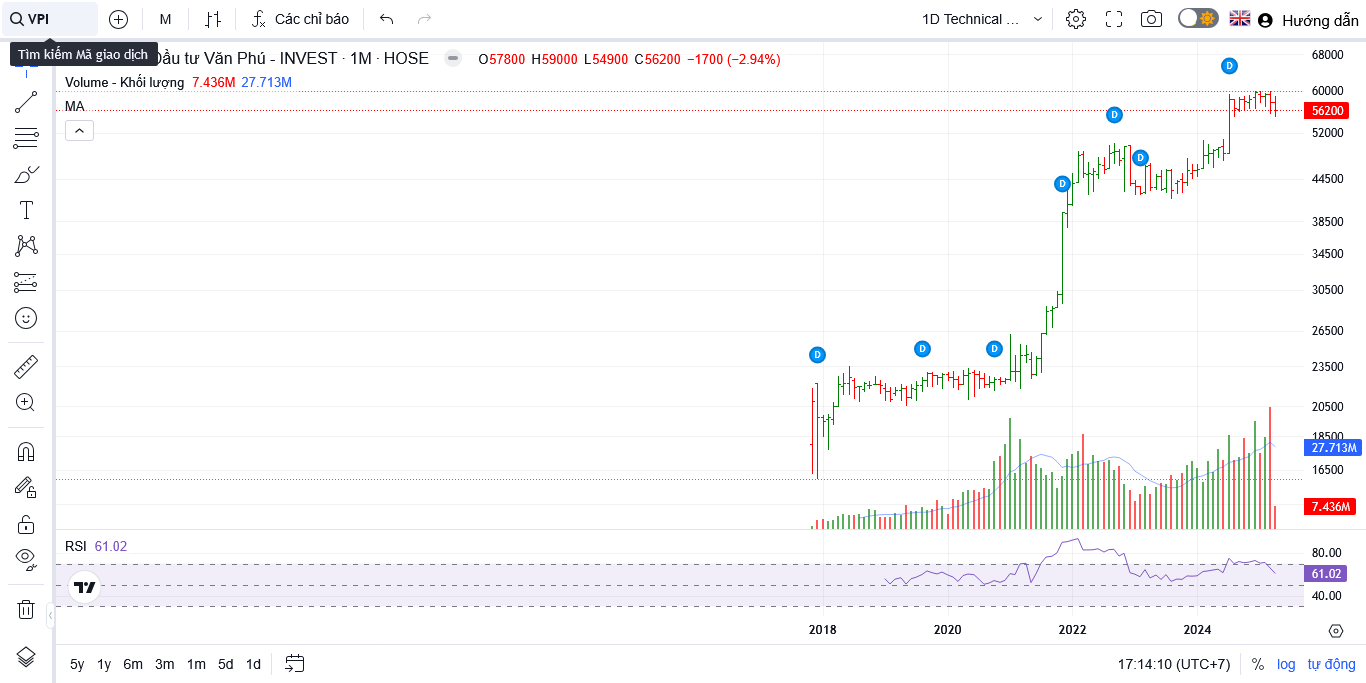 VPI M Các chỉ báo 1D Technical ... Hướng dẫn
Tìm kiếm Mã giao dịch
Đầu tư Văn Phú - INVEST · 1M · HOSE O57800 H59000 L54900 C56200 −1700 (−2.94%)
Volume - Khối lượng 7.436M 27.713M
MA
68000
60000
56200
52000
44500
38500
34500
30500
26500
23500
20500
18500
27.713M
16500
7.436M
D
D
D
D
D
D
D
RSI 61.02
80.00
61.02
40.00
2018 2020 2022 2024
5y 1y 6m 3m 1m 5d 1d 17:14:10 (UTC+7) % log tự động